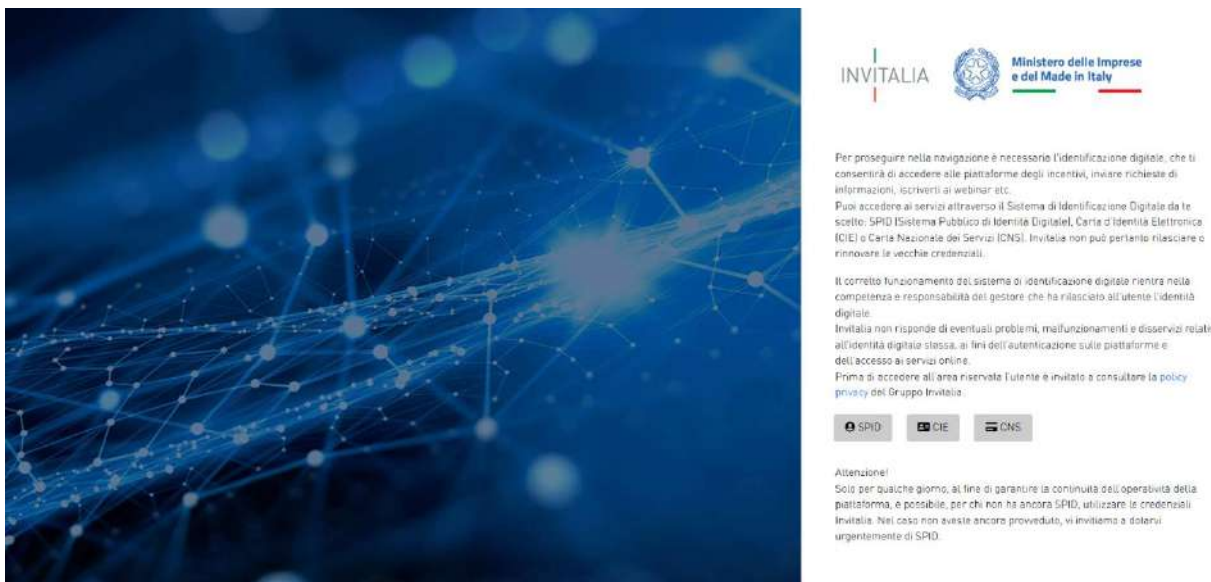 INVITALIA
Ministero delle Imprese
e del Made in Italy
Per proseguire nella navigazione è necessaria l'identificazione digitale, che ti
consentirà di accedere alle piattaforme degli incentivi, inviare richieste di
informazioni, iscriverti ai webinar etc.
Puoi accedere ai servizi attraverso il Sistema di Identificazione Digitale da te
scelto: SPID (Sistema Pubblico di Identità Digitale), Carta d'Identità Elettronica
(CIE) o Carta Nazionale dei Servizi (CNS). Invitalia non può pertanto rilasciare o
rinnovare le vecchie credenziali.
Il corretto funzionamento del sistema di identificazione digitale rientra nella
competenza e responsabilità del gestore che ha rilasciato all'utente l'identità
digitale.
Invitalia non risponde di eventuali problemi, malfunzionamenti e disservizi relati
all'identità digitale stessa, ai fini dell'autenticazione sulle piattaforme e
dell'accesso ai servizi online.
Prima di accedere all'area riservata l'utente è invitato a consultare la policy
privacy del Gruppo Invitalia.
SPID CIE CNS
Attenzione!
Solo per qualche giorno, al fine di garantire la continuità dell'operatività della
piattaforma, è possibile, per chi non ha ancora SPID, utilizzare le credenziali
Invitalia. Nel caso non aveste ancora provveduto, vi invitiamo a dotarvi
urgentemente di SPID.